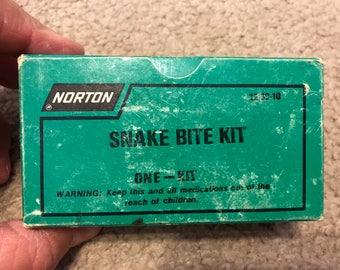 NORTON
SNAKE BITE KIT
ONE-KIT
WARNING: Keep this and all medications out of the
reach of children.